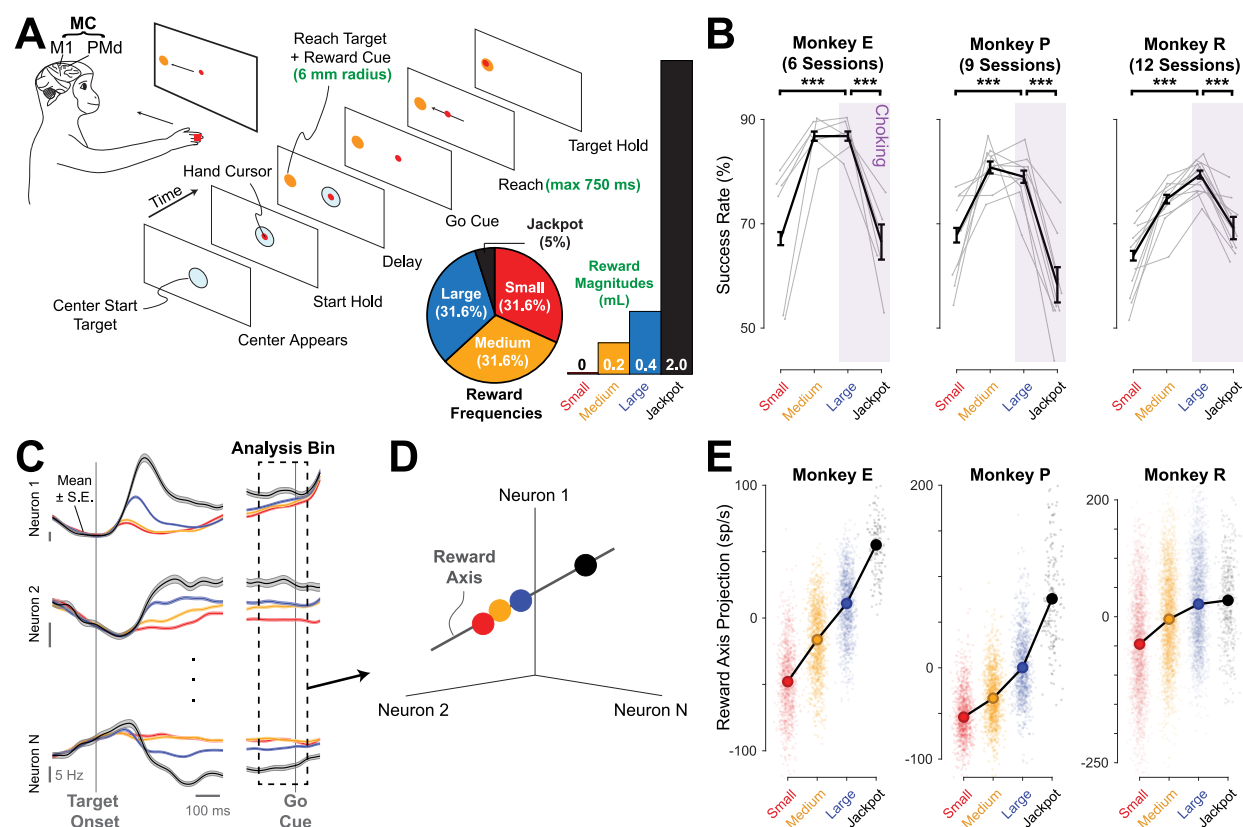 A
MC
M1 PMd
Reach Target
+ Reward Cue
(6 mm radius)
Hand Cursor
Time
Center Start
Target
Center Appears
Start Hold
Delay
Go Cue
Reach (max 750 ms)
Target Hold
Jackpot
(5%)
Large
(31.6%)
Small
(31.6%)
Medium
(31.6%)
Reward
Frequencies
Reward
Magnitudes
(mL)
0 0.2 0.4 2.0
Small Medium Large Jackpot
B
Monkey E
(6 Sessions)
Monkey P
(9 Sessions)
Monkey R
(12 Sessions)
*** *** *** *** *** ***
Choking
Success Rate (%)
90
70
50
Small Medium Large Jackpot
Small Medium Large Jackpot
Small Medium Large Jackpot
C
Analysis Bin
Mean
± S.E.
Neuron 1
Neuron 2
Neuron N
5 Hz
Target
Onset
100 ms
Go
Cue
D
Neuron 1
Reward
Axis
Neuron 2
Neuron N
E
Monkey E
Monkey P
Monkey R
Reward Axis Projection (sp/s)
100
0
-100
200
100
0
-100
200
0
-250
Small Medium Large Jackpot
Small Medium Large Jackpot
Small Medium Large Jackpot